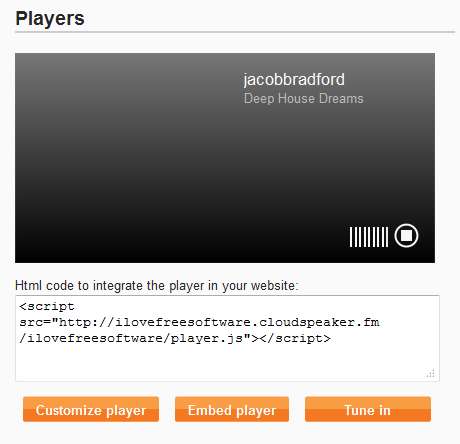 Players
jacobbradford
Deep House Dreams
Html code to integrate the player in your website:
<script
src="http://ilovefreesoftware.cloudspeaker.fm
/ilovefreesoftware/player.js"></script>
Customize player
Embed player
Tune in